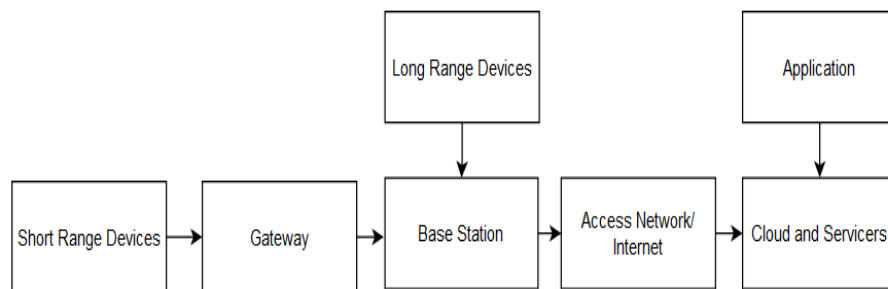 Long Range Devices
Application
Short Range Devices
Gateway
Base Station
Access Network/
Internet
Cloud and Servicers